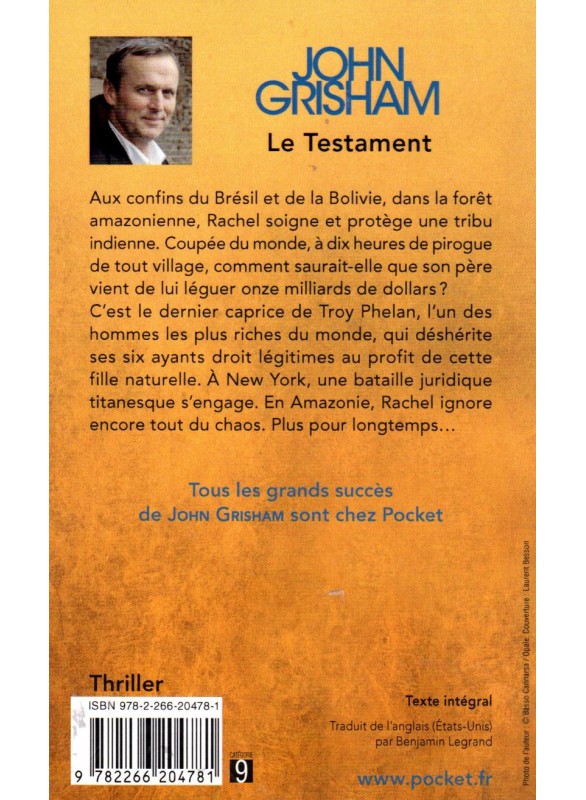 JOHN
GRISHAM
Le Testament
Aux confins du Brésil et de la Bolivie, dans la forêt
amazonienne, Rachel soigne et protège une tribu
indienne. Coupée du monde, à dix heures de pirogue
de tout village, comment saurait-elle que son père
vient de lui léguer onze milliards de dollars ?
C’est le dernier caprice de Troy Phelan, l’un des
hommes les plus riches du monde, qui déshérite
ses six ayants droit légitimes au profit de cette
fille naturelle. À New York, une bataille juridique
titanesque s’engage. En Amazonie, Rachel ignore
encore tout du chaos. Plus pour longtemps…
Tous les grands succès
de JOHN GRISHAM sont chez Pocket
Thriller
ISBN 978-2-266-20478-1
9 782266 204781
CATÉGORIE
9
Texte intégral
Traduit de l’anglais (États-Unis)
par Benjamin Legrand
www.pocket.fr
Photo de l’auteur : © Basso Cannarsa / Opale. Couverture : Laurent Besson